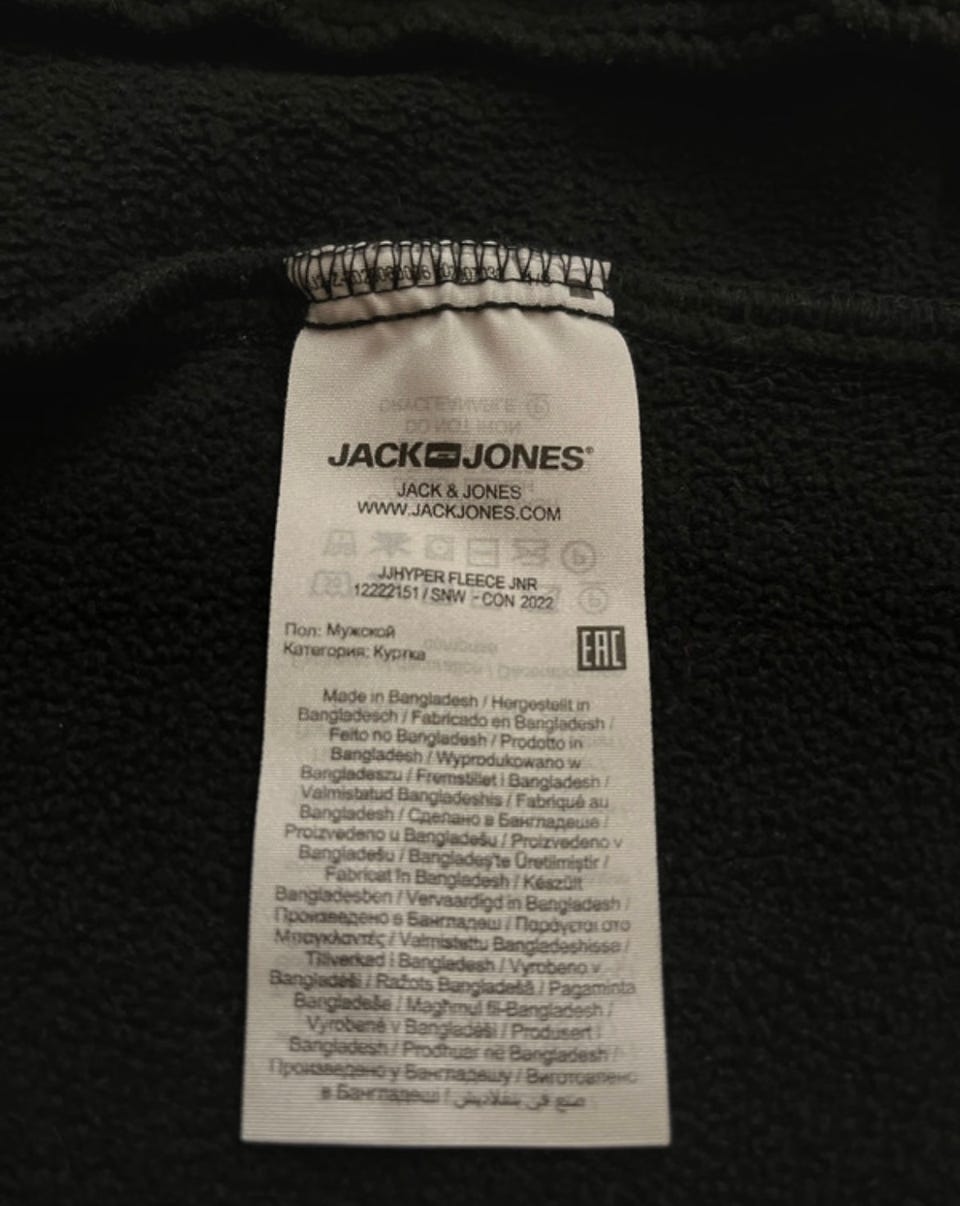 JACK JONES®
JACK & JONES
WWW.JACKJONES.COM
JJHYPER FLEECE JNR
12222151 / SNW - CON 2022
Пол: Мужской
Категория: Куртка
EAC
Made in Bangladesh / Hergestellt in
Bangladesch / Fabricado en Bangladesh /
Feito no Bangladesh / Prodotto in
Bangladesh / Wyprodukowano w
Bangladeszu / Fremstillet i Bangladesh /
Valmistatud Bangladeshis / Fabriqué au
Bangladesh / Сделано в Бангладеше /
Proizvedeno u Bangladešu / Proizvedeno v
Bangladešu / Bangladeş'te Üretilmiştir /
Fabricat în Bangladesh / Készült
Bangladesben / Vervaardigd in Bangladesh /
Произведено в Бангладеш / Παράγεται στο
Μπαγκλαντές / Valmistettu Bangladeshissa /
Tillverkad i Bangladesh / Vyrobeno v
Bangladéši / Ražots Bangladešā / Pagaminta
Bangladeše / Magħmul fil-Bangladesh /
Vyrobené v Bangladéši / Produsert i
Bangladesh / Prodhuar në Bangladesh /
Произведено у Бангладешу / Виготовлено
в Бангладеші / صنع في بنغلاديش